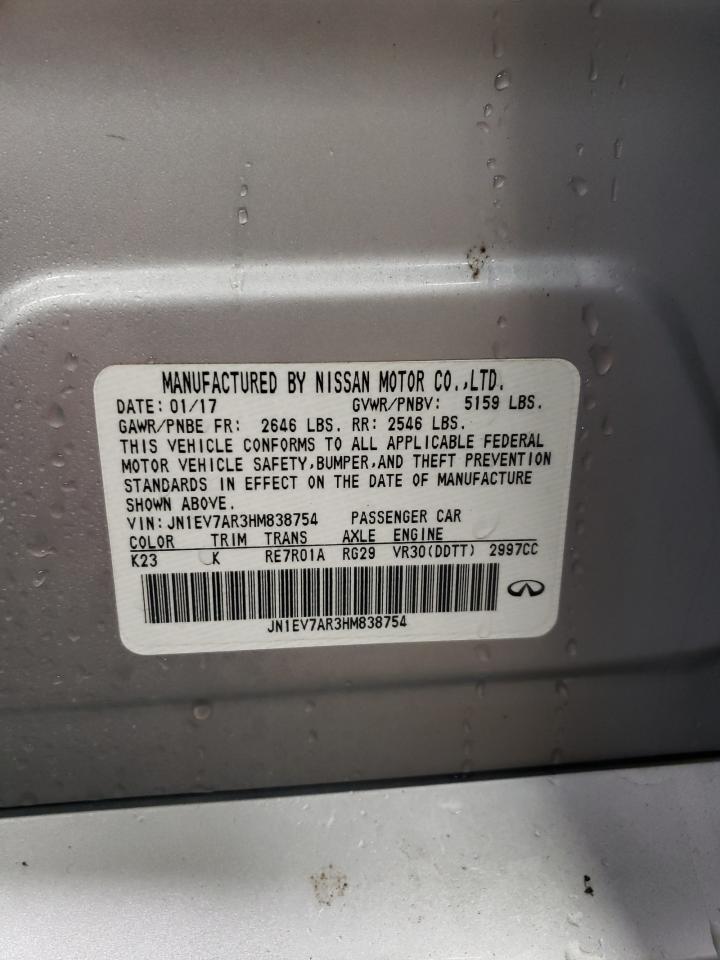 MANUFACTURED BY NISSAN MOTOR CO.,LTD.
DATE: 01/17 GVWR/PNBV: 5159 LBS.
GAWR/PNBE FR: 2646 LBS. RR: 2546 LBS.
THIS VEHICLE CONFORMS TO ALL APPLICABLE FEDERAL
MOTOR VEHICLE SAFETY,BUMPER,AND THEFT PREVENTION
STANDARDS IN EFFECT ON THE DATE OF MANUFACTURE
SHOWN ABOVE.
VIN: JN1EV7AR3HM838754 PASSENGER CAR
COLOR TRIM TRANS AXLE ENGINE
K23 K RE7R01A RG29 VR30(DDTT) 2997CC
JN1EV7AR3HM838754